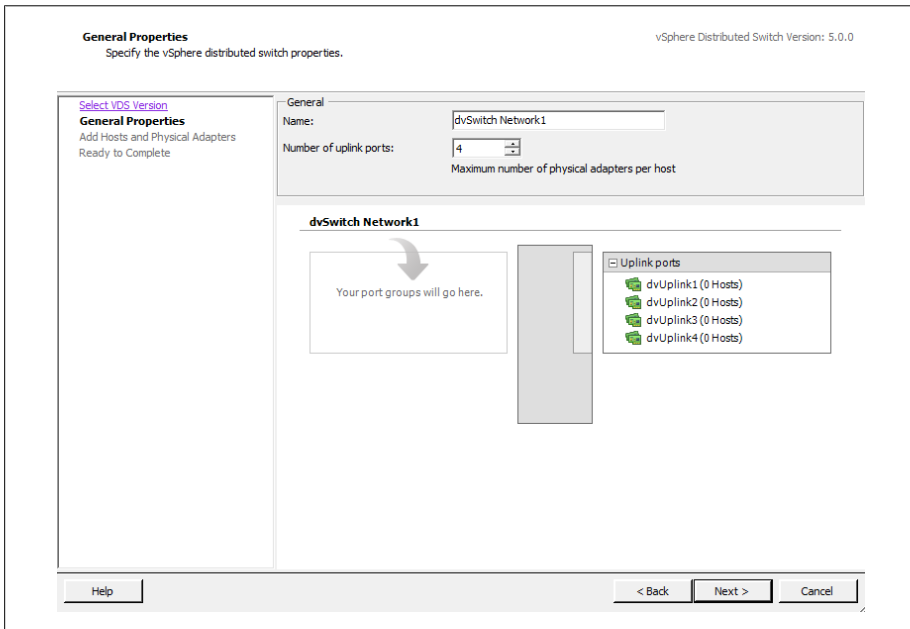 General Properties
Specify the vSphere distributed switch properties.
vSphere Distributed Switch Version: 5.0.0
Select VDS Version
General Properties
Add Hosts and Physical Adapters
Ready to Complete
General
Name:
dvSwitch Network1
Number of uplink ports:
4
Maximum number of physical adapters per host
dvSwitch Network1
Your port groups will go here.
Uplink ports
dvUplink1 (0 Hosts)
dvUplink2 (0 Hosts)
dvUplink3 (0 Hosts)
dvUplink4 (0 Hosts)
Help
< Back
Next >
Cancel